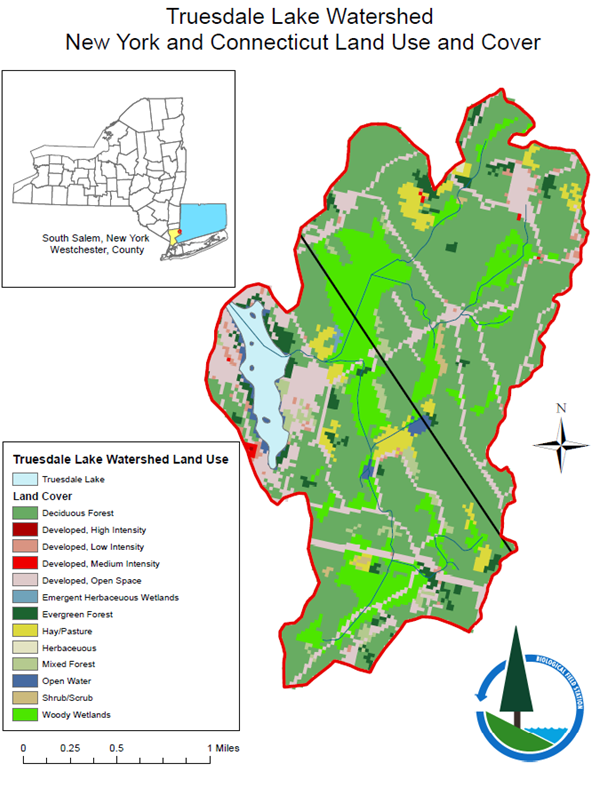 Truesdale Lake Watershed
New York and Connecticut Land Use and Cover
South Salem, New York
Westchester, County
N
Truesdale Lake Watershed Land Use
Truesdale Lake
Land Cover
Deciduous Forest
Developed, High Intensity
Developed, Low Intensity
Developed, Medium Intensity
Developed, Open Space
Emergent Herbaceuous Wetlands
Evergreen Forest
Hay/Pasture
Herbaceous
Mixed Forest
Open Water
Shrub/Scrub
Woody Wetlands
0 0.25 0.5 1 Miles
BIOLOGICAL FIELD STATION